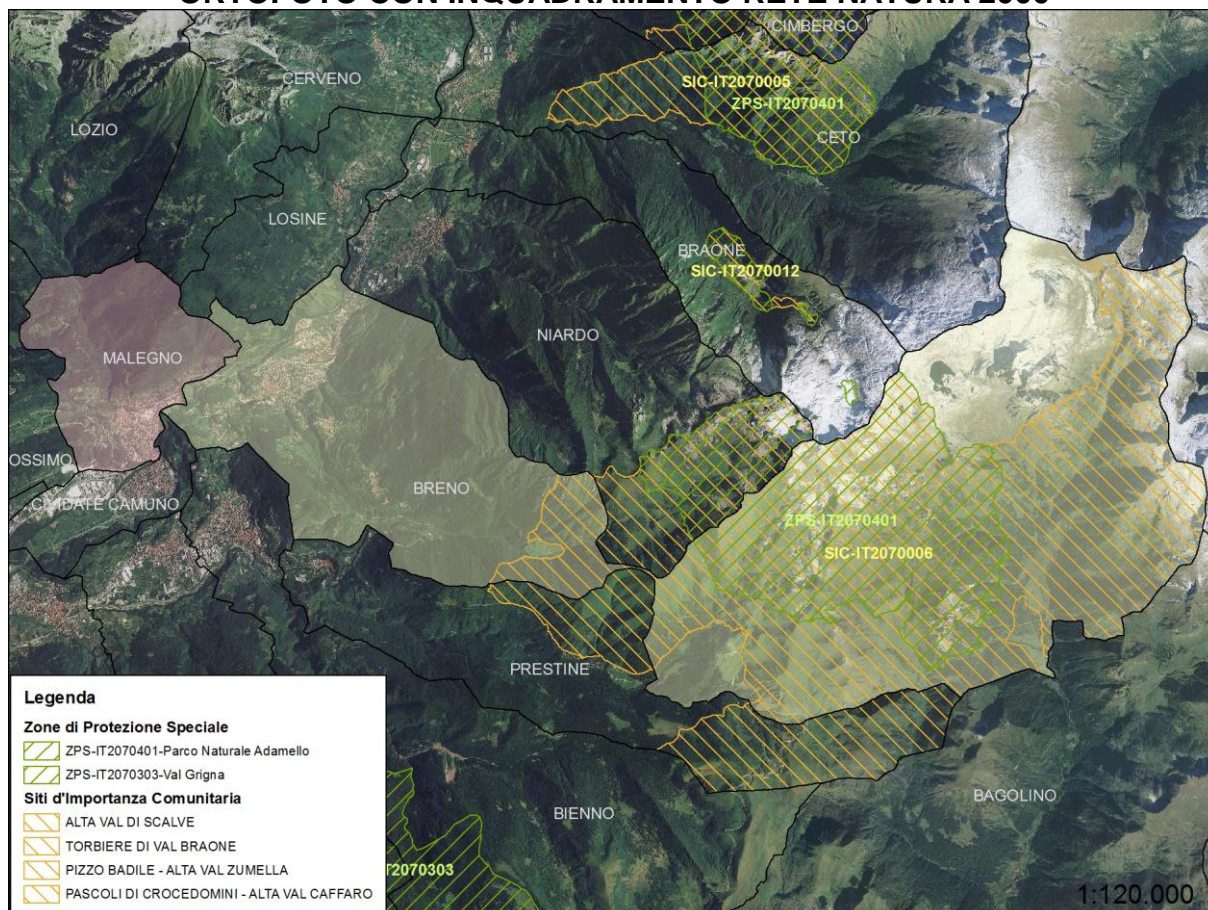 CIMBERGO
CERVENO
SIC-IT2070005
ZPS-IT2070401
LOZIO
CETO
LOSINE
BRAONE
SIC-IT2070012
NIARDO
MALEGNO
OSSIMO
BRENO
CIVIDATE CAMUNO
ZPS-IT2070401
SIC-IT2070006
PRESTINE
Legenda
Zone di Protezione Speciale
ZPS-IT2070401-Parco Naturale Adamello
ZPS-IT2070303-Val Grigna
Siti d'Importanza Comunitaria
ALTA VAL DI SCALVE
TORBIERE DI VAL BRAONE
PIZZO BADILE - ALTA VAL ZUMELLA
PASCOLI DI CROCEDOMINI - ALTA VAL CAFFARO
BIENNO
BAGOLINO
T2070303
1:120.000